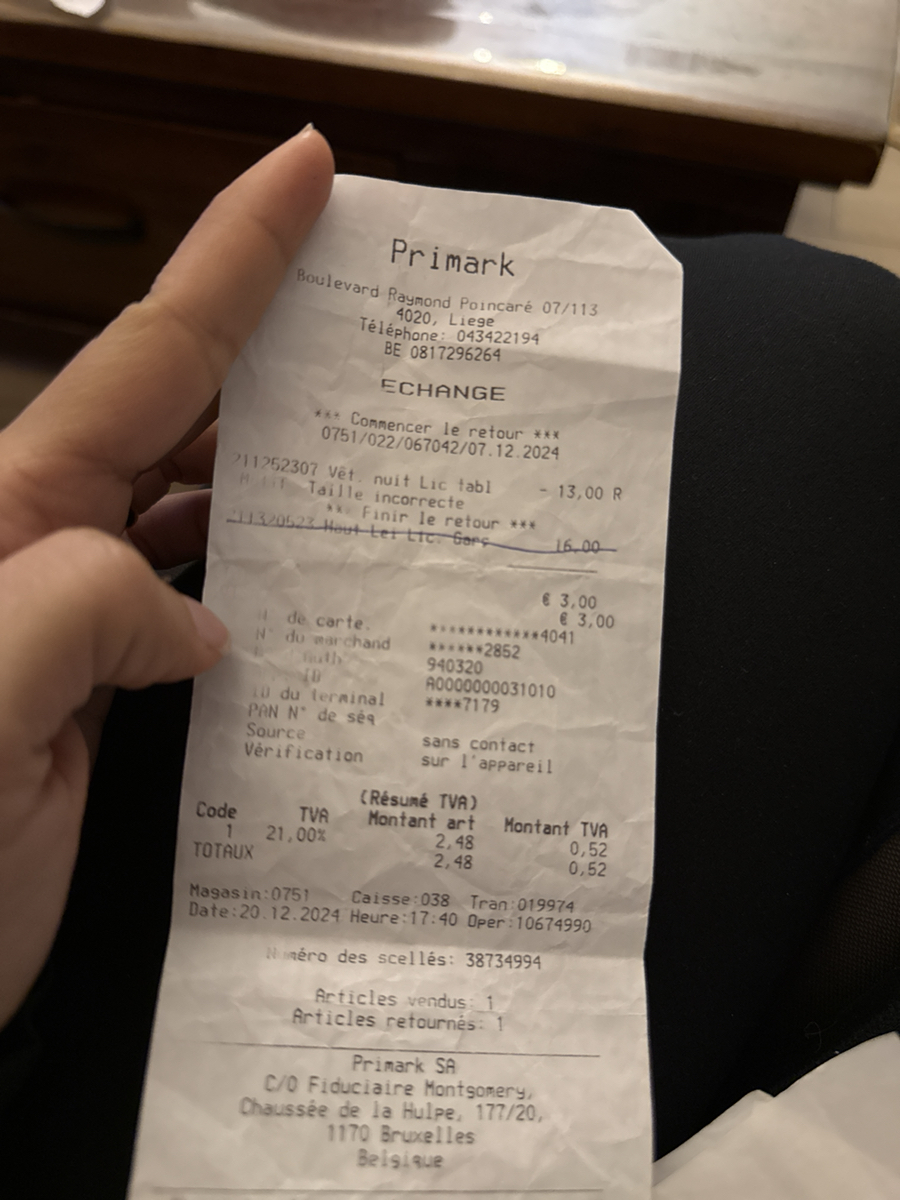 Primark
Boulevard Raymond Poincaré 07/113
4020, Liege
Téléphone: 043422194
BE 0817296264
ECHANGE
*** Commencer le retour ***
0751/022/067042/07.12.2024
211252307 Vêt. nuit Lic tabl - 13,00 R
Taille incorrecte
*** Finir le retour ***
211320523 Haut Lei Lic. Garç 16,00
€ 3,00
€ 3,00
N° de carte. ************4041
N° du marchand ******2852
940320
A0000000031010
ID du terminal ****7179
PAN N° de séq
Source sans contact
Vérification sur l'appareil
(Résumé TVA)
Code TVA Montant art Montant TVA
1 21,00% 2,48 0,52
TOTAUX 2,48 0,52
Magasin:0751 Caisse:038 Tran:019974
Date:20.12.2024 Heure:17:40 Oper:10674990
Numéro des scellés: 38734994
Articles vendus: 1
Articles retournés: 1
Primark SA
C/O Fiduciaire Montgomery,
Chaussée de la Hulpe, 177/20,
1170 Bruxelles
Belgique